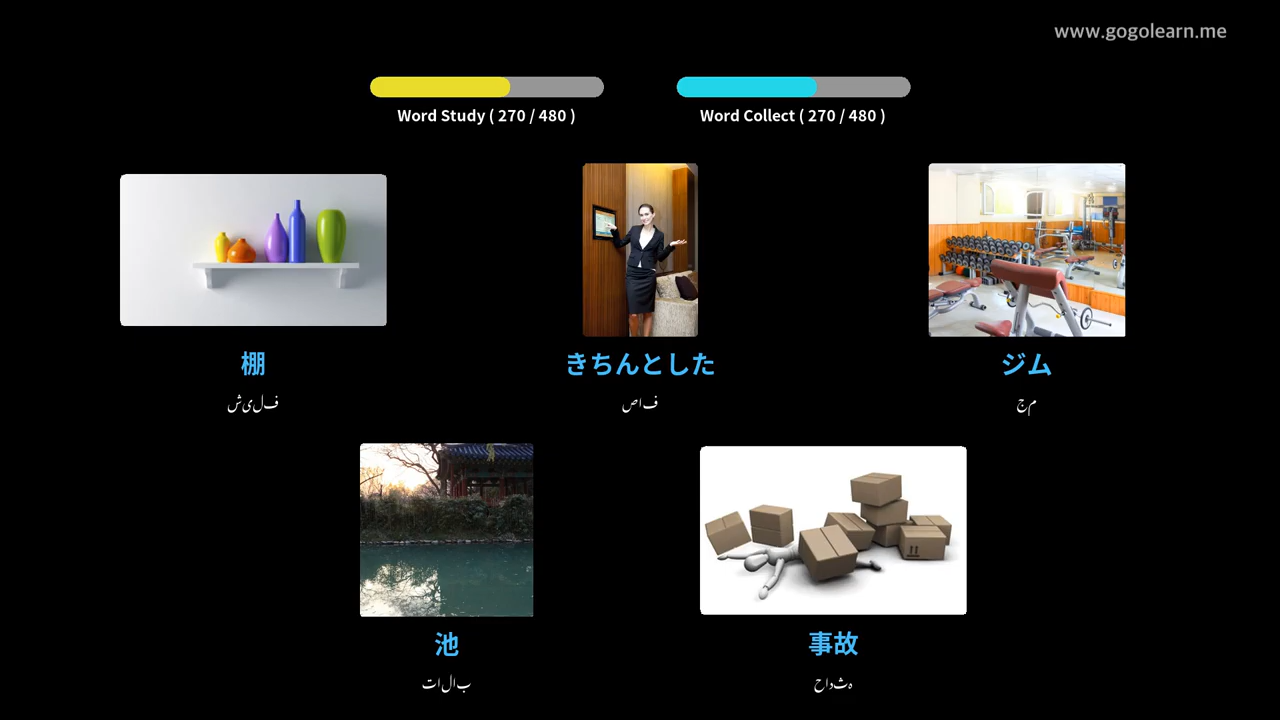 www.gogolearn.me
Word Study ( 270 / 480 )
Word Collect ( 270 / 480 )
棚
شیلف
きちんとした
صاف
ジム
جم
池
تالاب
事故
حادثہ